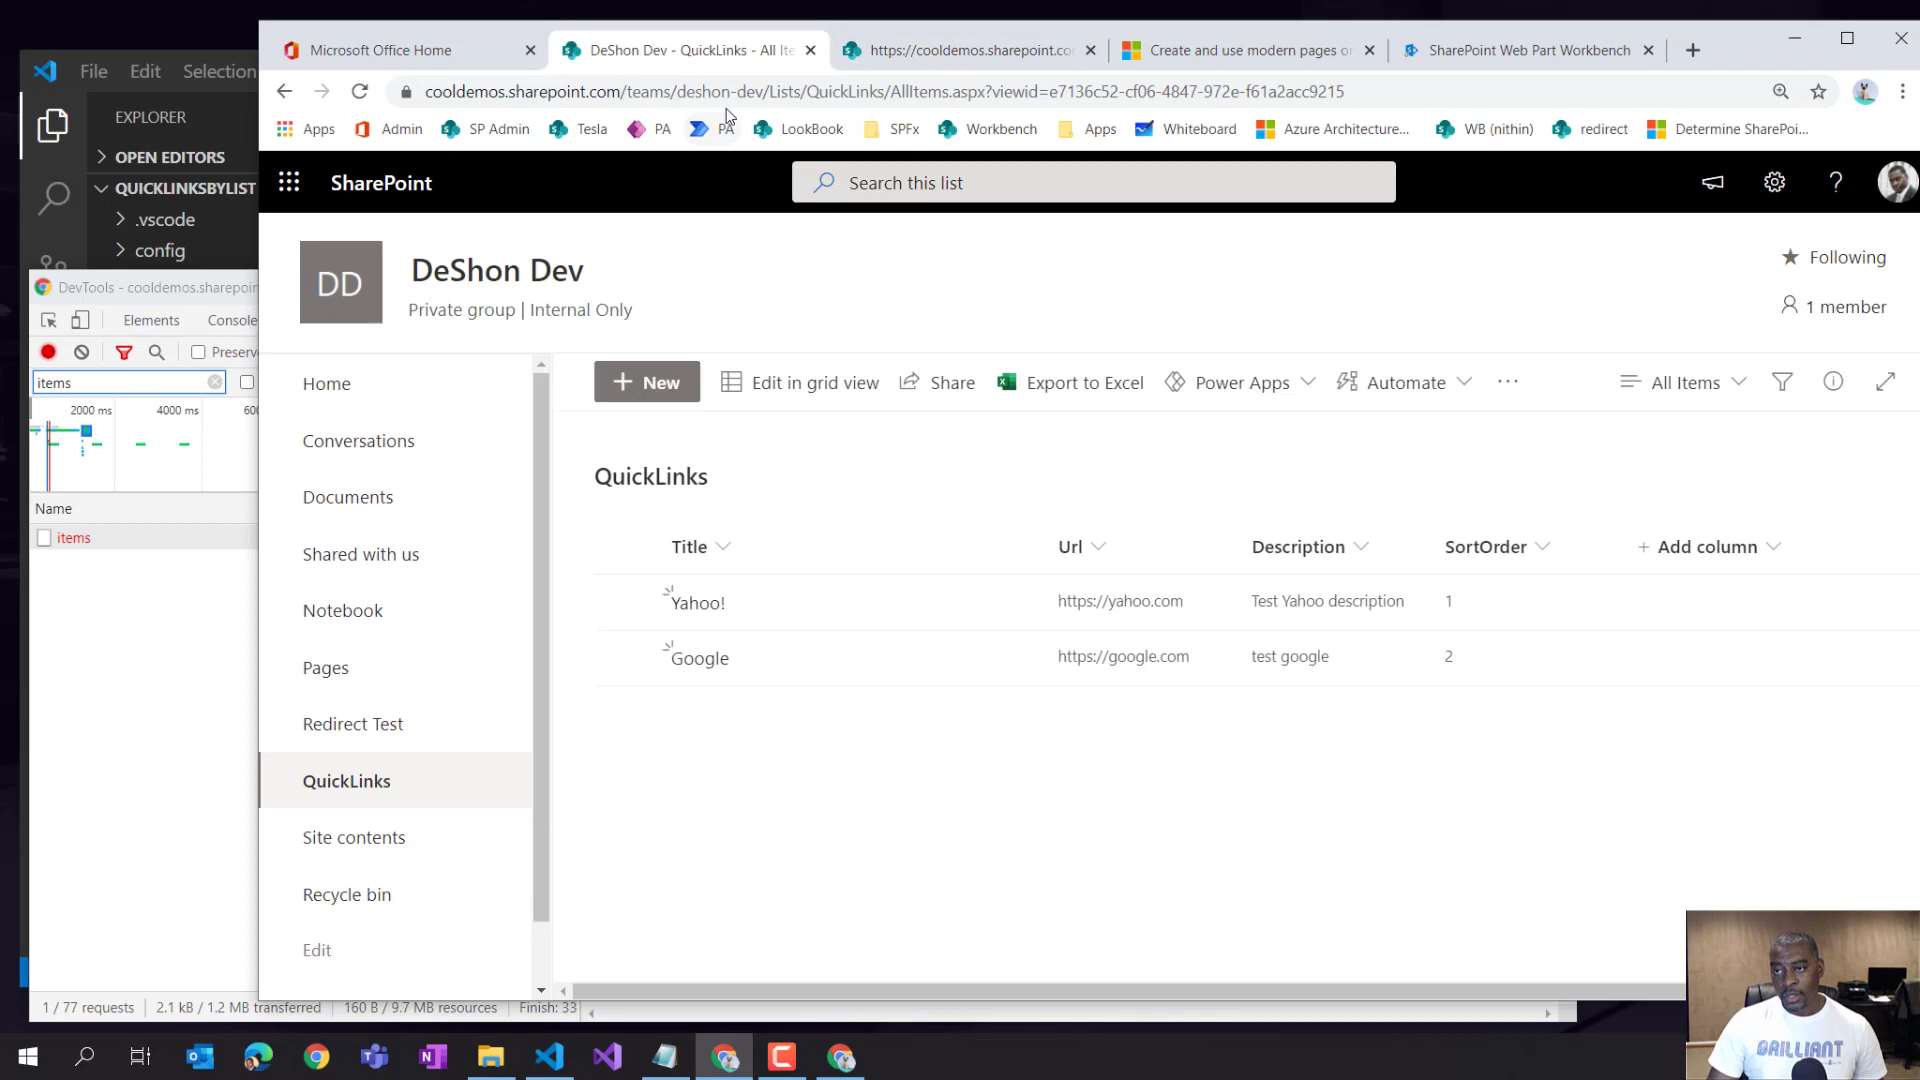 Microsoft Office Home
DeShon Dev - QuickLinks - All Ite
https://cooldemos.sharepoint.co
Create and use modern pages or
SharePoint Web Part Workbench
File Edit Selection
cooldemos.sharepoint.com/teams/deshon-dev/Lists/QuickLinks/AllItems.aspx?viewid=e7136c52-cf06-4847-972e-f61a2acc9215
Apps Admin SP Admin Tesla PA PA LookBook SPFx Workbench Apps Whiteboard Azure Architecture... WB (nithin) redirect Determine SharePoi...
EXPLORER
OPEN EDITORS
QUICKLINKSBYLIST
.vscode
config
SharePoint
Search this list
DD
DeShon Dev
Private group | Internal Only
Following
1 member
DevTools - cooldemos.sharepoin
Elements Console
Preserve
items
2000 ms 4000 ms 600
Name
items
Home
Conversations
Documents
Shared with us
Notebook
Pages
Redirect Test
QuickLinks
Site contents
Recycle bin
Edit
+ New Edit in grid view Share Export to Excel Power Apps Automate ... All Items
QuickLinks
Title Url Description SortOrder + Add column
Yahoo! https://yahoo.com Test Yahoo description 1
Google https://google.com test google 2
1 / 77 requests 2.1 kB / 1.2 MB transferred 160 B / 9.7 MB resources Finish: 33